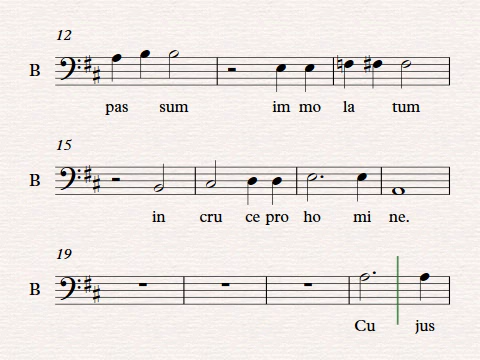 12
B
pas sum im mo la tum
15
B
in cru ce pro ho mi ne.
19
B
Cu jus